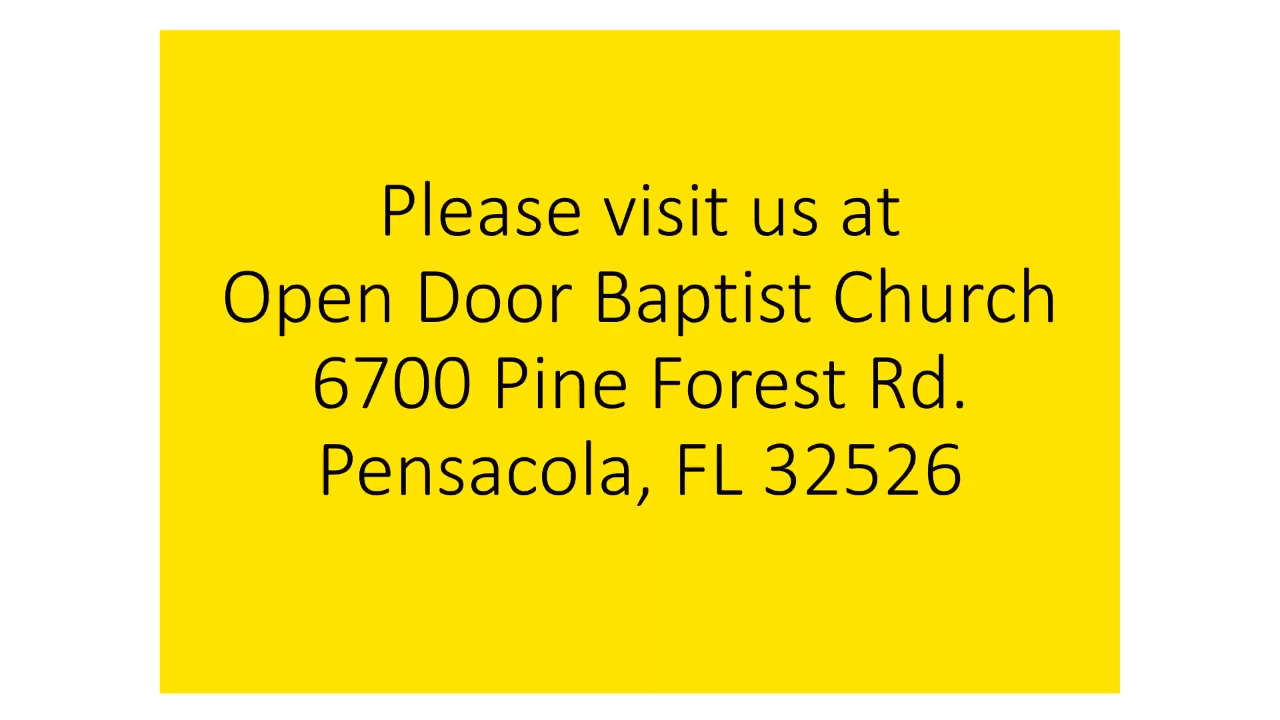 Please visit us at
Open Door Baptist Church
6700 Pine Forest Rd.
Pensacola, FL 32526